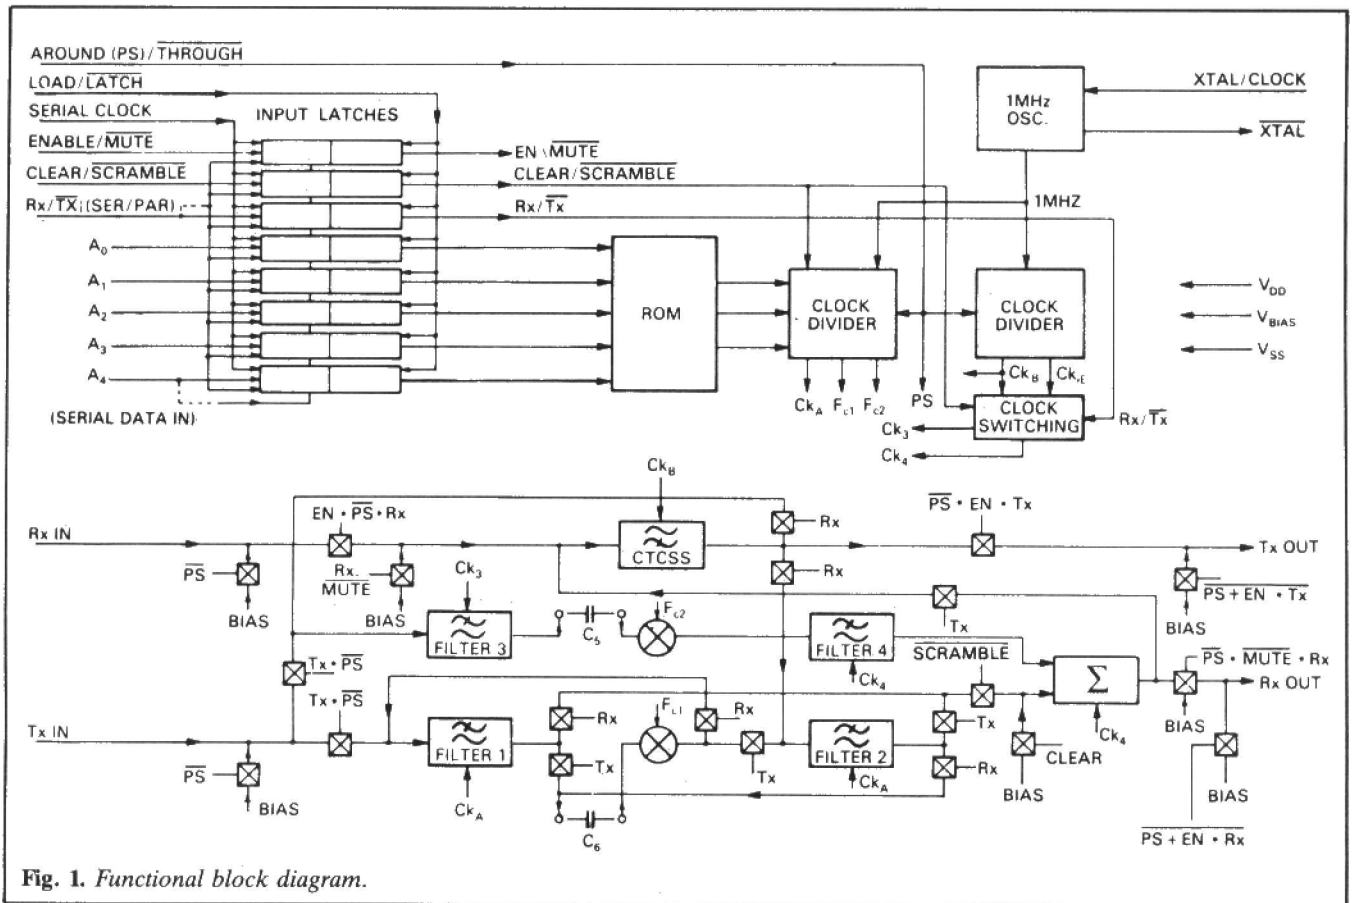 AROUND (PS)/THROUGH
LOAD/LATCH
SERIAL CLOCK
INPUT LATCHES
ENABLE/MUTE
EN\MUTE
CLEAR/SCRAMBLE
CLEAR/SCRAMBLE
Rx/TX (SER/PAR)
Rx/Tx
A0
A1
A2
A3
A4
(SERIAL DATA IN)
ROM
CLOCK DIVIDER
CkA
Fc1
Fc2
PS
1MHz OSC.
XTAL/CLOCK
XTAL
1MHZ
CLOCK DIVIDER
CkB
CLOCK SWITCHING
Rx/Tx
Ck3
Ck4
VDD
VBIAS
VSS
CkB
Rx IN
EN • PS • Rx
PS
BIAS
Rx.
MUTE
BIAS
CTCSS
Rx
Rx
PS • EN • Tx
Tx OUT
PS + EN • Tx
BIAS
Ck3
FILTER 3
C5
Fc2
FILTER 4
Ck4
Tx
SCRAMBLE
Σ
Ck4
PS • MUTE • Rx
Rx OUT
BIAS
Tx • PS
Tx • PS
Tx IN
PS
BIAS
FILTER 1
CkA
Rx
Tx
C6
Rx
Tx
FILTER 2
CkA
Tx
Rx
CLEAR
BIAS
BIAS
PS + EN • Rx
Fig. 1. Functional block diagram.